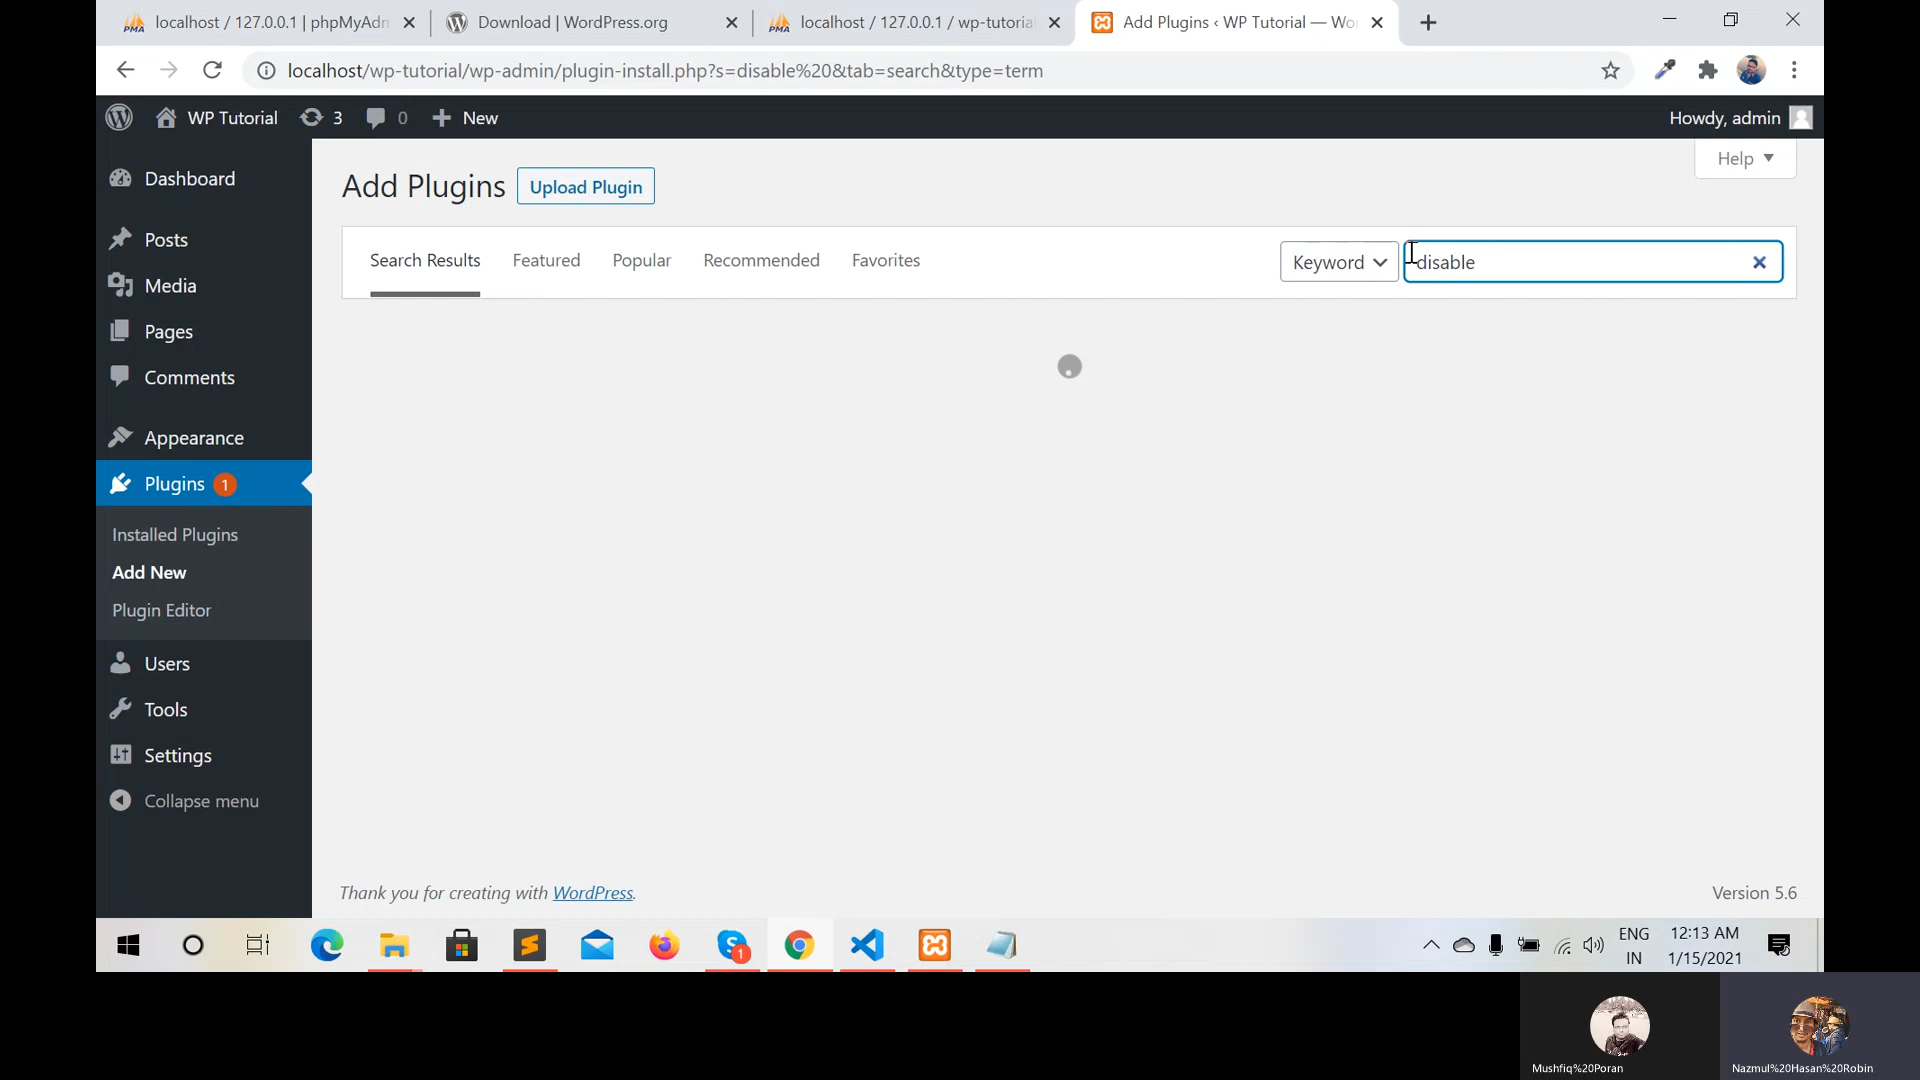 localhost / 127.0.0.1 | phpMyAdm
Download | WordPress.org
localhost / 127.0.0.1 / wp-tutorial
Add Plugins ‹ WP Tutorial — Wor
localhost/wp-tutorial/wp-admin/plugin-install.php?s=disable%20&tab=search&type=term
WP Tutorial
3
0
New
Howdy, admin
Dashboard
Posts
Media
Pages
Comments
Appearance
Plugins 1
Installed Plugins
Add New
Plugin Editor
Users
Tools
Settings
Collapse menu
Help
Add Plugins
Upload Plugin
Search Results
Featured
Popular
Recommended
Favorites
Keyword
disable
Thank you for creating with WordPress.
Version 5.6
1
ENG
IN
12:13 AM
1/15/2021
Mushfiq%20Poran
Nazmul%20Hasan%20Robin